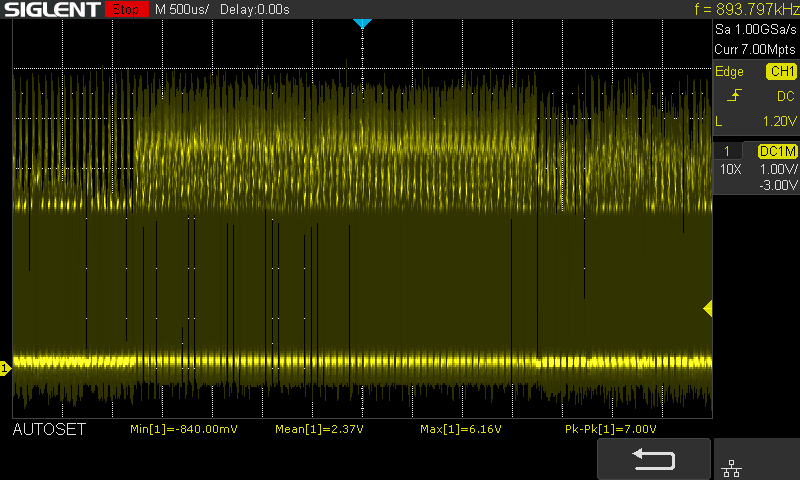 SIGLENT Stop M 500us/ Delay:0.00s f = 893.797kHz
Sa 1.00GSa/s
Curr 7.00Mpts
Edge CH1
DC
L 1.20V
1 DC1M
10X 1.00V/
-3.00V
1
AUTOSET Min[1]=-840.00mV Mean[1]=2.37V Max[1]=6.16V Pk-Pk[1]=7.00V